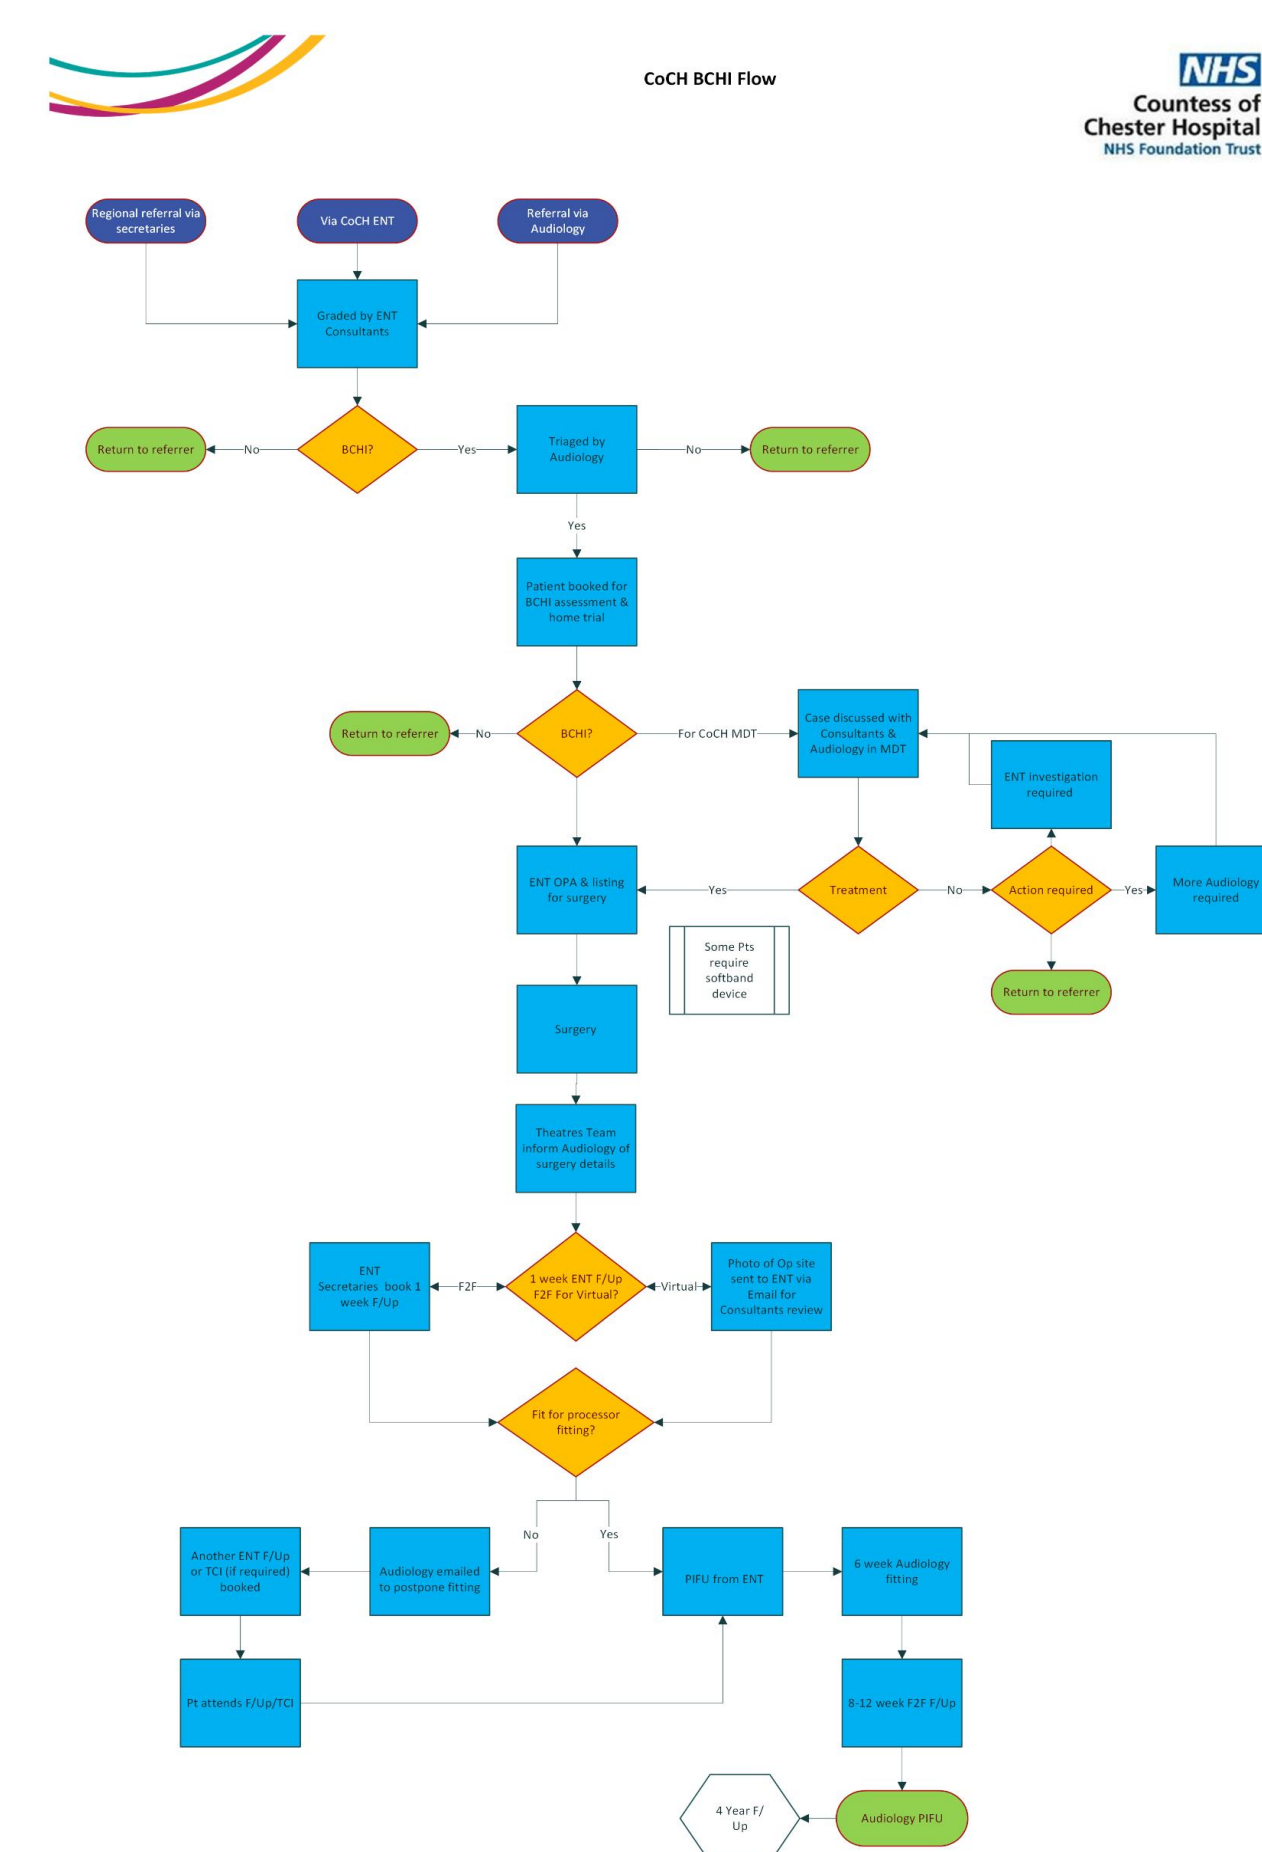 CoCH BCHI Flow
NHS
Countess of
Chester Hospital
NHS Foundation Trust
Regional referral via
secretaries
Via CoCH ENT
Referral via
Audiology
Graded by ENT
Consultants
Return to referrer
No
BCHI?
Yes
Triaged by
Audiology
No
Return to referrer
Yes
Patient booked for
BCHI assessment &
home trial
Return to referrer
No
BCHI?
For CoCH MDT
Case discussed with
Consultants &
Audiology in MDT
ENT investigation
required
ENT OPA & listing
for surgery
Yes
Treatment
No
Action required
Yes
More Audiology
required
Some Pts
require
softband
device
Return to referrer
Surgery
Theatres Team
inform Audiology of
surgery details
ENT
Secretaries book 1
week F/Up
F2F
1 week ENT F/Up
F2F For Virtual?
Virtual
Photo of Op site
sent to ENT via
Email for
Consultants review
Fit for processor
fitting?
No
Yes
Another ENT F/Up
or TCI (if required)
booked
Audiology emailed
to postpone fitting
PIFU from ENT
6 week Audiology
fitting
Pt attends F/Up/TCI
8-12 week F2F F/Up
4 Year F/
Up
Audiology PIFU